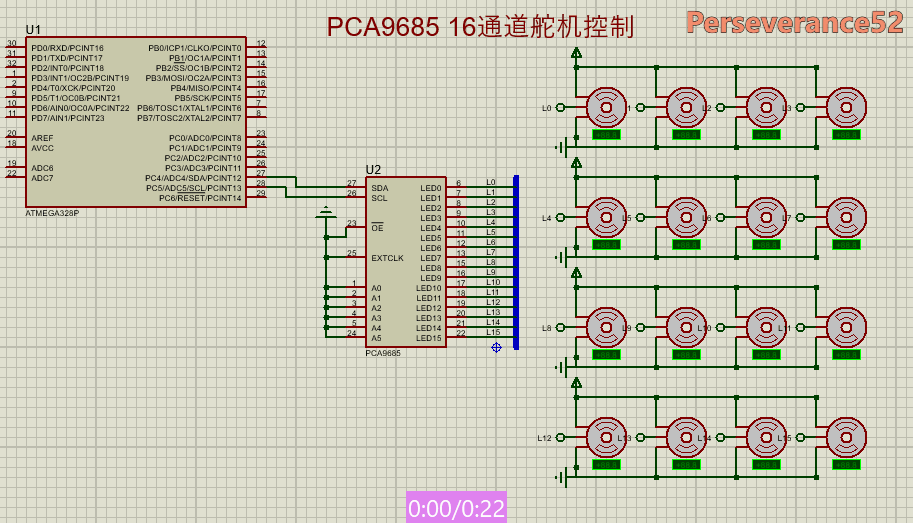 PCA9685 16通道舵机控制
Perseverance52
U1
30 PD0/RXD/PCINT16 PB0/ICP1/CLKO/PCINT0 12
31 PD1/TXD/PCINT17 PB1/OC1A/PCINT1 13
32 PD2/INT0/PCINT18 PB2/SS/OC1B/PCINT2 14
1 PD3/INT1/OC2B/PCINT19 PB3/MOSI/OC2A/PCINT3 15
2 PD4/T0/XCK/PCINT20 PB4/MISO/PCINT4 16
9 PD5/T1/OC0B/PCINT21 PB5/SCK/PCINT5 17
10 PD6/AIN0/OC0A/PCINT22 PB6/TOSC1/XTAL1/PCINT6 7
11 PD7/AIN1/PCINT23 PB7/TOSC2/XTAL2/PCINT7 8
20 AREF PC0/ADC0/PCINT8 23
18 AVCC PC1/ADC1/PCINT9 24
PC2/ADC2/PCINT10 25
19 ADC6 PC3/ADC3/PCINT11 26
22 ADC7 PC4/ADC4/SDA/PCINT12 27
PC5/ADC5/SCL/PCINT13 28
PC6/RESET/PCINT14 29
ATMEGA328P
U2
27 SDA LED0 6 L0
26 SCL LED1 7 L1
LED2 8 L2
LED3 9 L3
23 OE LED4 10 L4
LED5 11 L5
LED6 12 L6
25 EXTCLK LED7 13 L7
LED8 15 L8
LED9 16 L9
1 A0 LED10 17 L10
2 A1 LED11 18 L11
3 A2 LED12 19 L12
4 A3 LED13 20 L13
5 A4 LED14 21 L14
24 A5 LED15 22 L15
PCA9685
L0 L2 L3
L4 L5 L6 L7
L8 L9 L10 L11
L12 L13 L14 L15
0:00/0:22